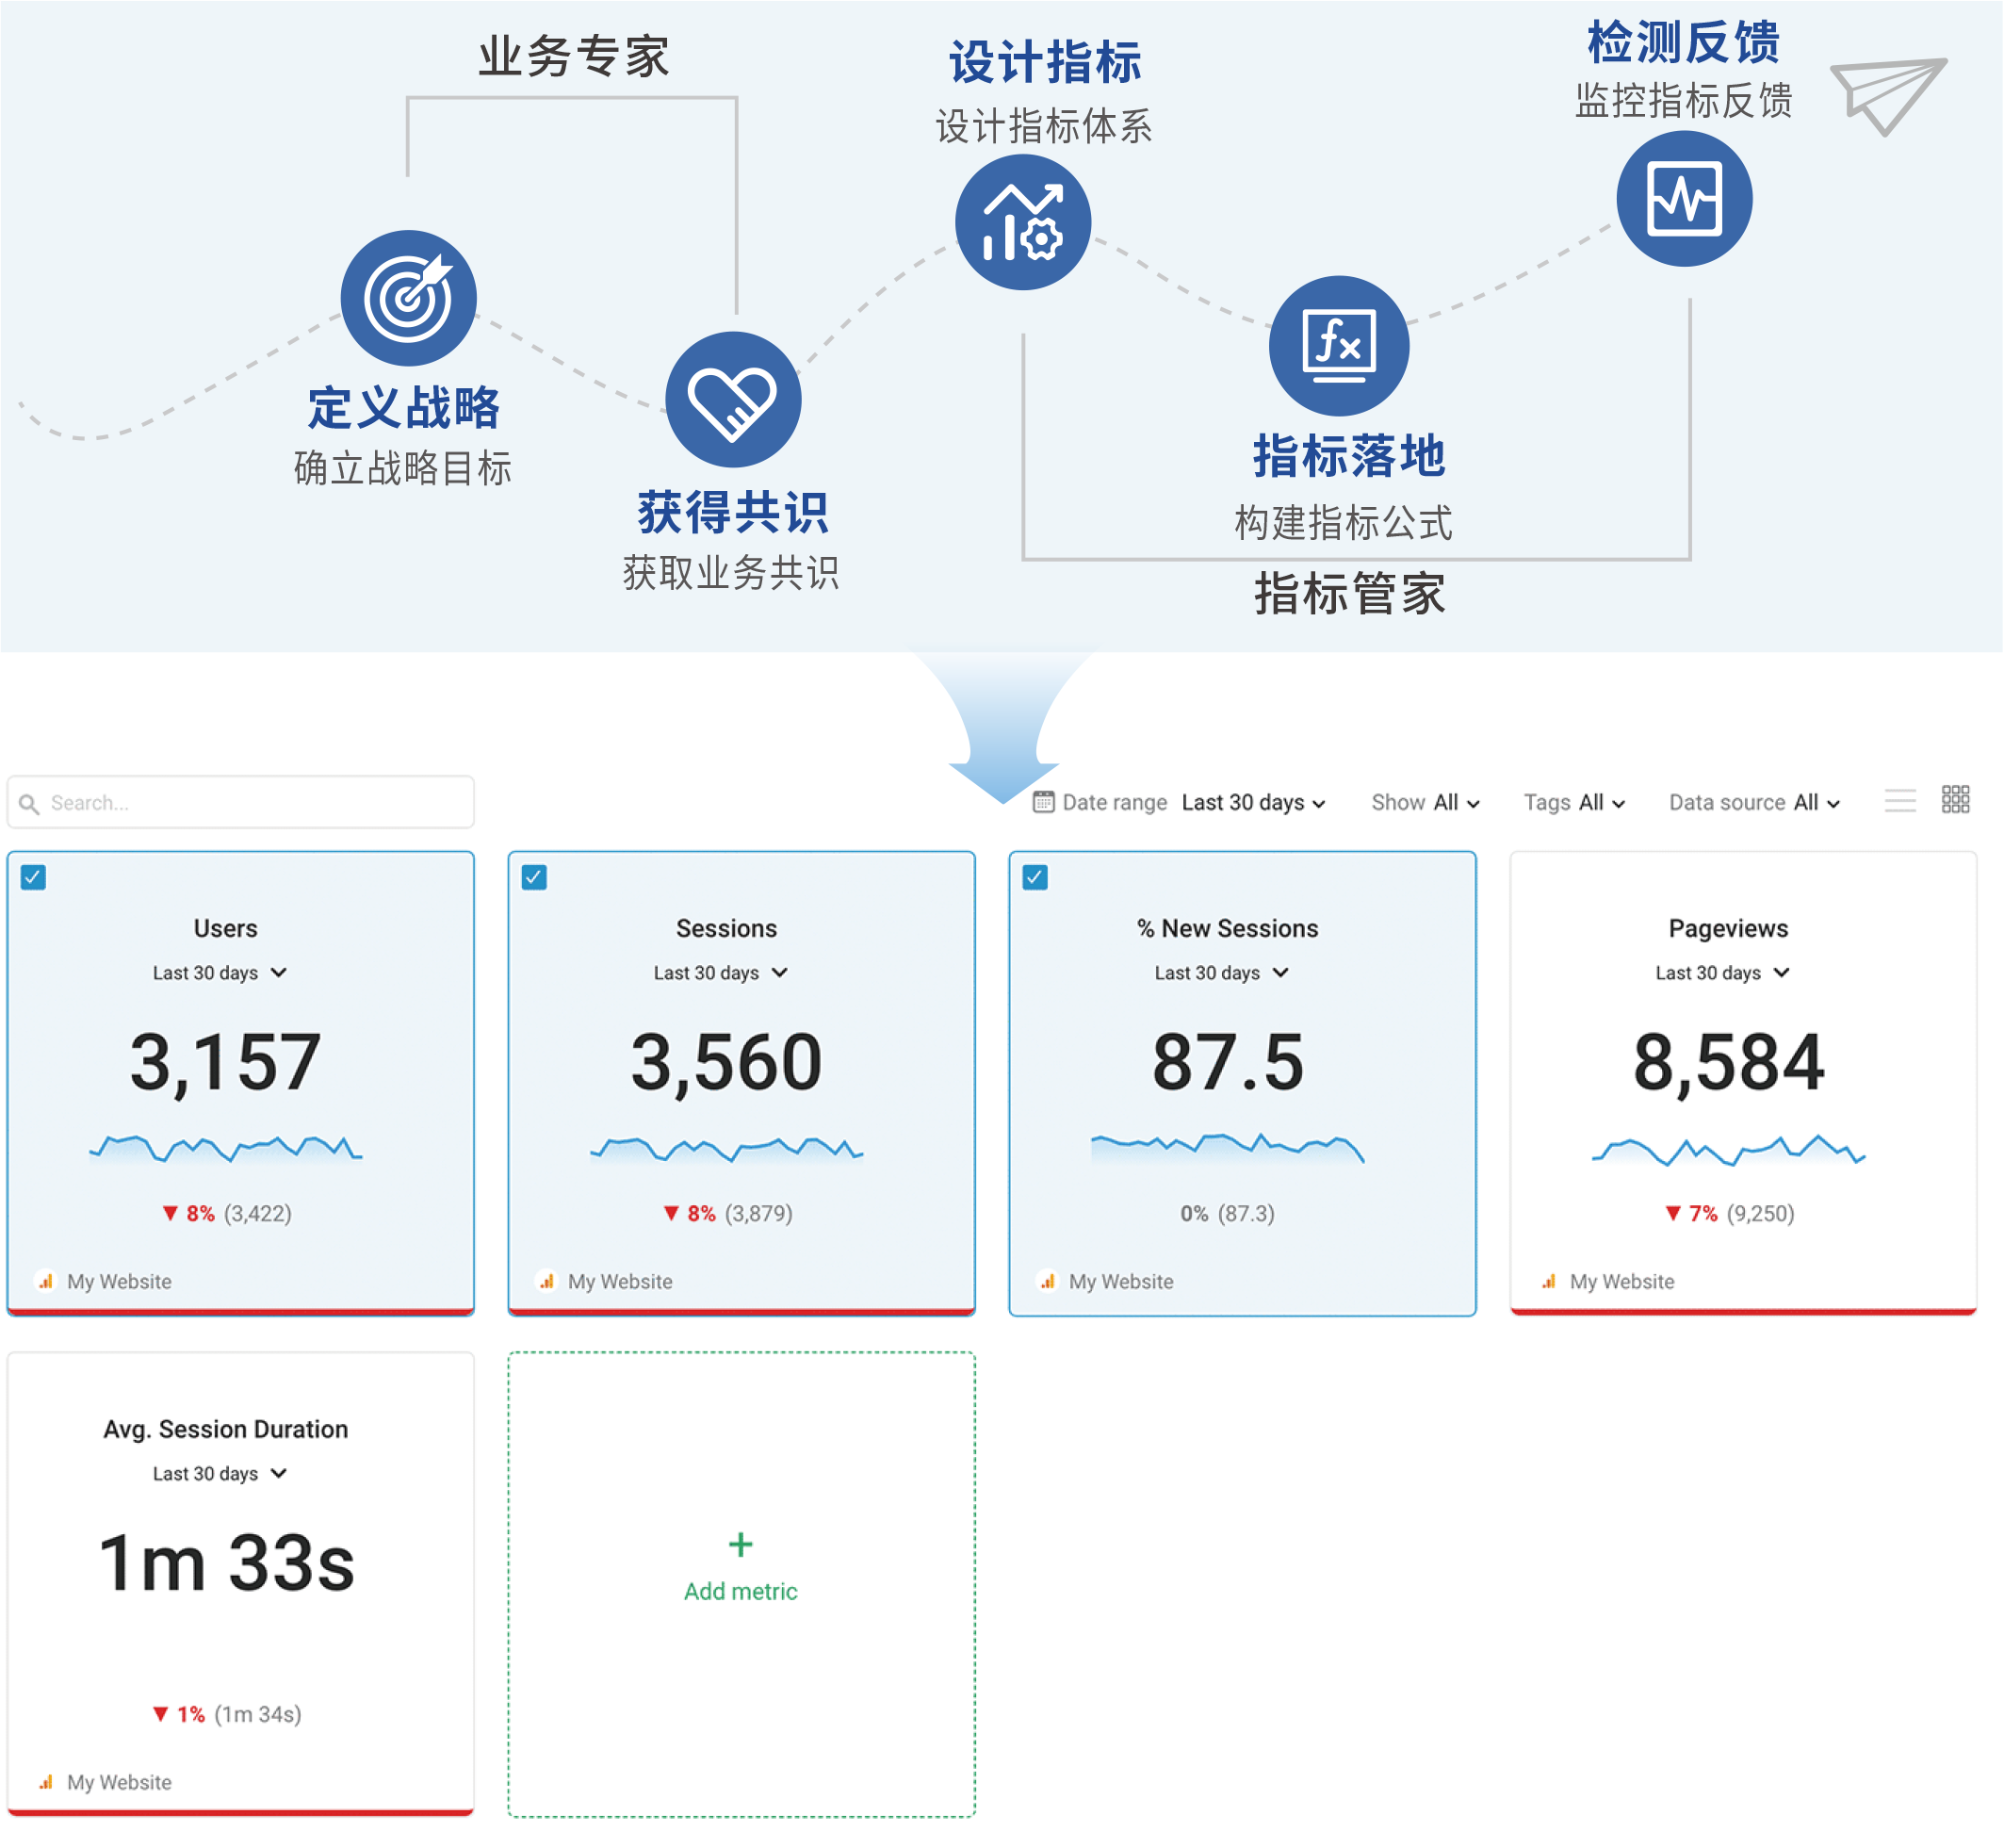 业务专家
设计指标
设计指标体系
检测反馈
监控指标反馈
定义战略
确立战略目标
获得共识
获取业务共识
fx
指标落地
构建指标公式
指标管家
Search...
Date range Last 30 days
Show All
Tags All
Data source All
Users
Last 30 days
3,157
8% (3,422)
My Website
Sessions
Last 30 days
3,560
8% (3,879)
My Website
% New Sessions
Last 30 days
87.5
0% (87.3)
My Website
Pageviews
Last 30 days
8,584
7% (9,250)
My Website
Avg. Session Duration
Last 30 days
1m 33s
1% (1m 34s)
My Website
+
Add metric